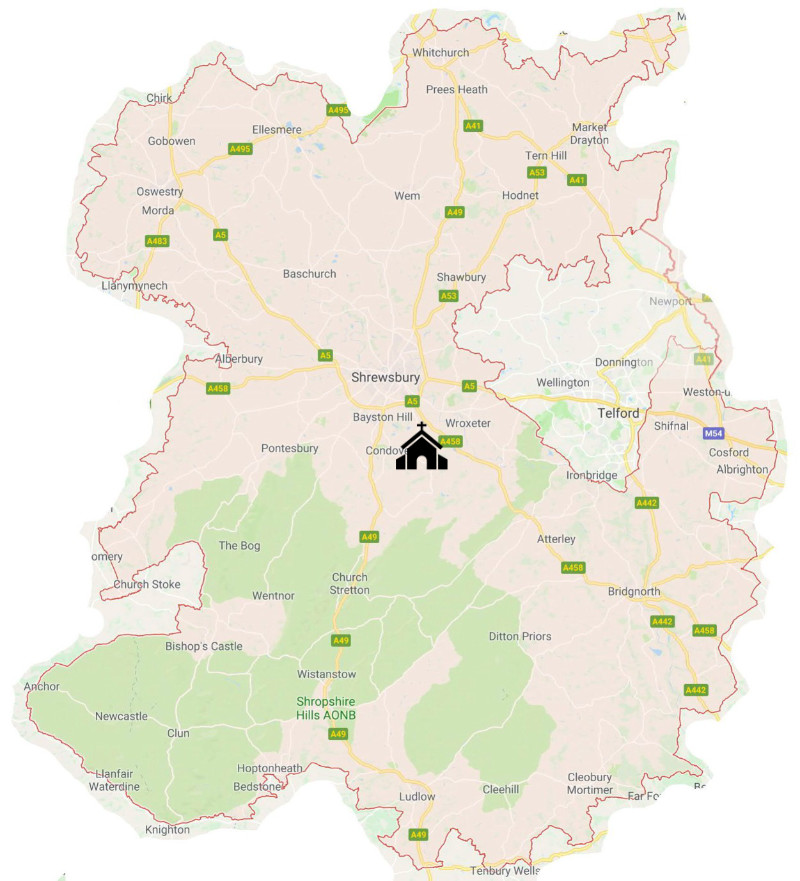 M
Whitchurch
Prees Heath
Chirk
A495
A41
Ellesmere
Market
Drayton
Gobowen
A495
Tern Hill
A53
A41
Oswestry
Wem
Hodnet
Morda
A49
A5
A483
Baschurch
Shawbury
Llanymynech
A53
Newport
Alberbury
A5
Donnington
A41
Shrewsbury
Wellington
A458
A5
Weston-u
A5
Telford
Bayston Hill
Wroxeter
Shifnal
M54
A458
Pontesbury
Condove
Cosford
Albrighton
Ironbridge
A442
A49
Atterley
The Bog
omery
A458
Church
Stretton
Church Stoke
Wentnor
Bridgnorth
A442
A458
Ditton Priors
A49
Bishop's Castle
Wistanstow
Anchor
A442
Shropshire
Hills AONB
Newcastle
Clun
A49
Hoptonheath
Llanfair
Waterdine
Bedstone
Cleobury
Mortimer
Cleehill
Ludlow
Far Fo
Knighton
A49
Tenbury Wells